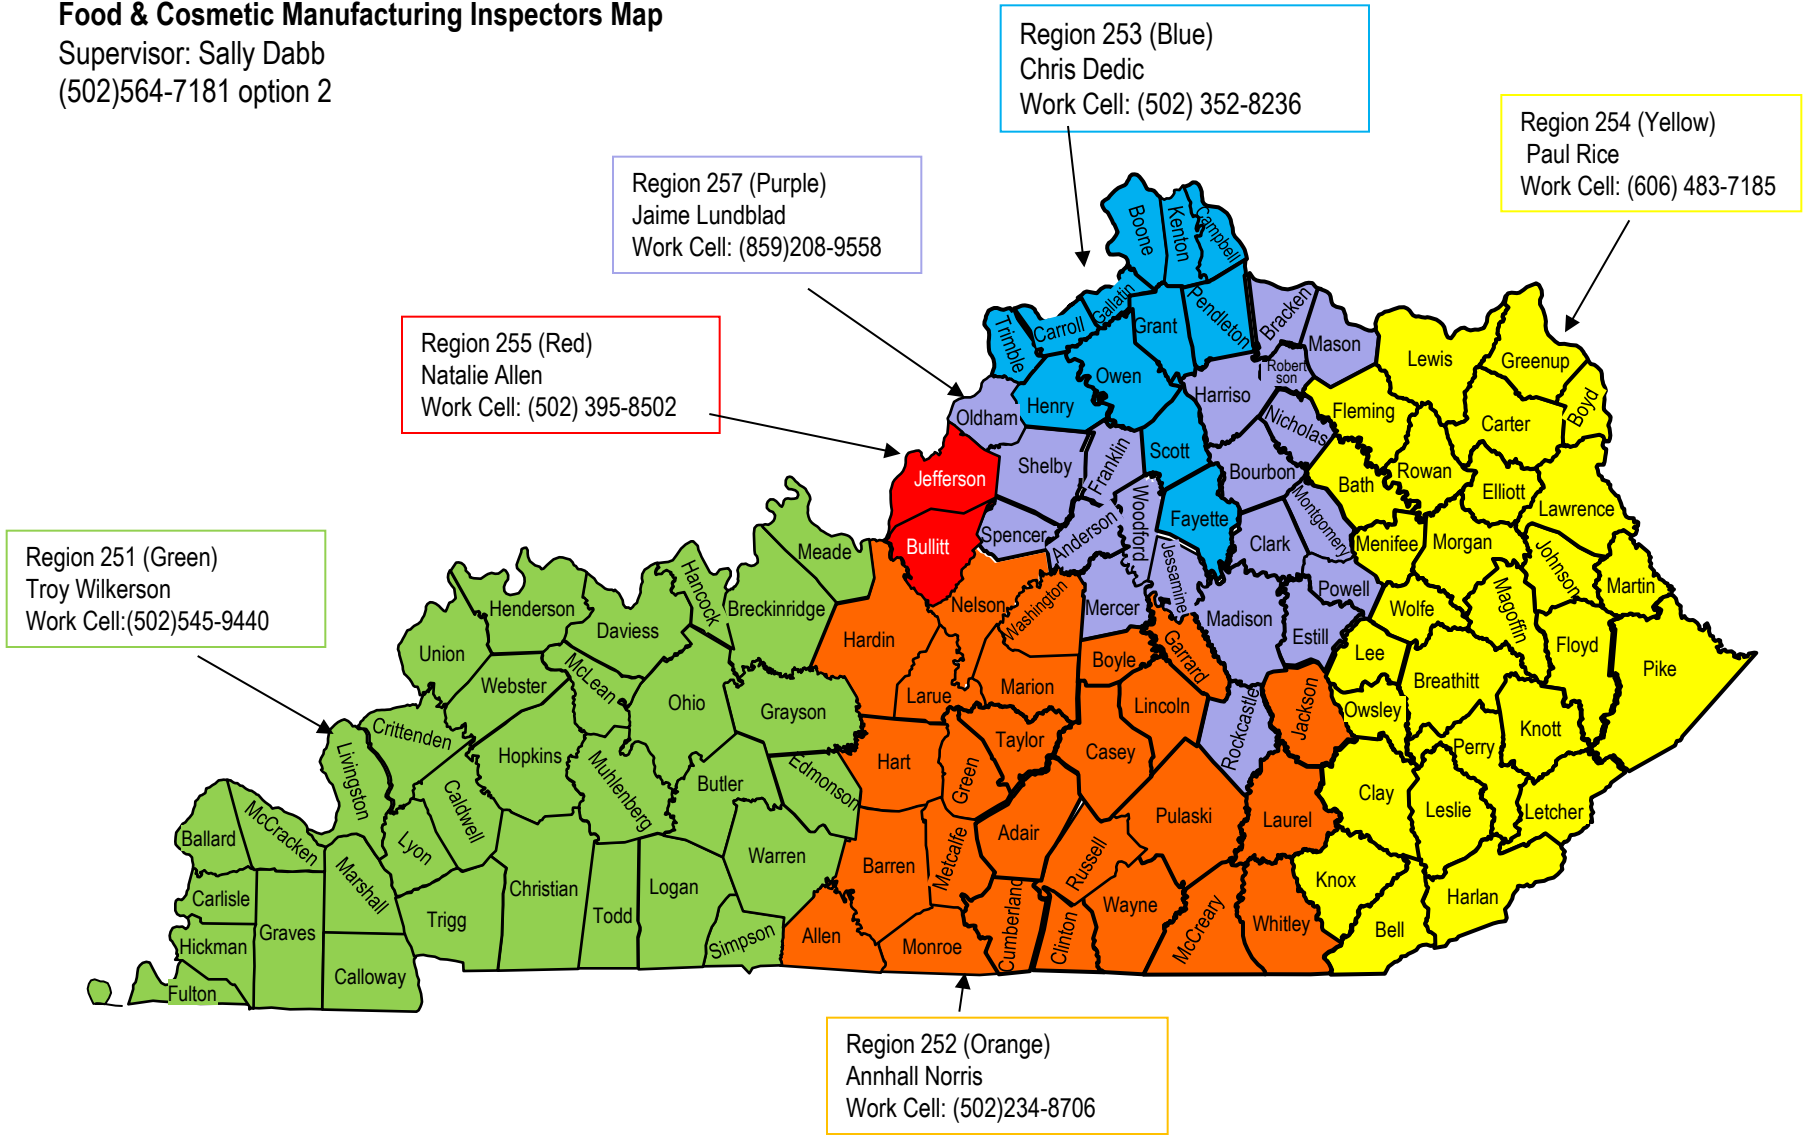 Food & Cosmetic Manufacturing Inspectors Map
Supervisor: Sally Dabb
(502)564-7181 option 2
Region 253 (Blue)
Chris Dedic
Work Cell: (502) 352-8236
Region 254 (Yellow)
Paul Rice
Work Cell: (606) 483-7185
Region 257 (Purple)
Jaime Lundblad
Work Cell: (859)208-9558
Region 255 (Red)
Natalie Allen
Work Cell: (502) 395-8502
Region 251 (Green)
Troy Wilkerson
Work Cell:(502)545-9440
Boone
Kenton
Campbell
Gallatin
Carroll
Trimble
Grant
Pendleton
Owen
Henry
Scott
Fayette
Bracken
Mason
Robert
son
Harriso
Nicholas
Oldham
Shelby
Franklin
Bourbon
Spencer
Anderson
Woodford
Montgomery
Clark
Jessamine
Powell
Mercer
Madison
Estill
Rockcastle
Lewis
Greenup
Boyd
Fleming
Carter
Rowan
Bath
Elliott
Lawrence
Menifee
Morgan
Johnson
Martin
Magoffin
Wolfe
Floyd
Pike
Lee
Breathitt
Owsley
Knott
Perry
Clay
Leslie
Letcher
Knox
Harlan
Bell
Jefferson
Bullitt
Meade
Hancock
Breckinridge
Henderson
Daviess
Union
Webster
McLean
Ohio
Grayson
Crittenden
Hopkins
Muhlenberg
Butler
Edmonson
Livingston
Caldwell
Lyon
Warren
McCracken
Ballard
Marshall
Carlisle
Christian
Logan
Todd
Trigg
Graves
Hickman
Simpson
Calloway
Fulton
Nelson
Washington
Hardin
Boyle
Garrard
Larue
Marion
Lincoln
Jackson
Taylor
Casey
Hart
Green
Pulaski
Laurel
Adair
Metcalfe
Barren
Russell
Wayne
McCreary
Whitley
Cumberland
Clinton
Allen
Monroe
Region 252 (Orange)
Annhall Norris
Work Cell: (502)234-8706